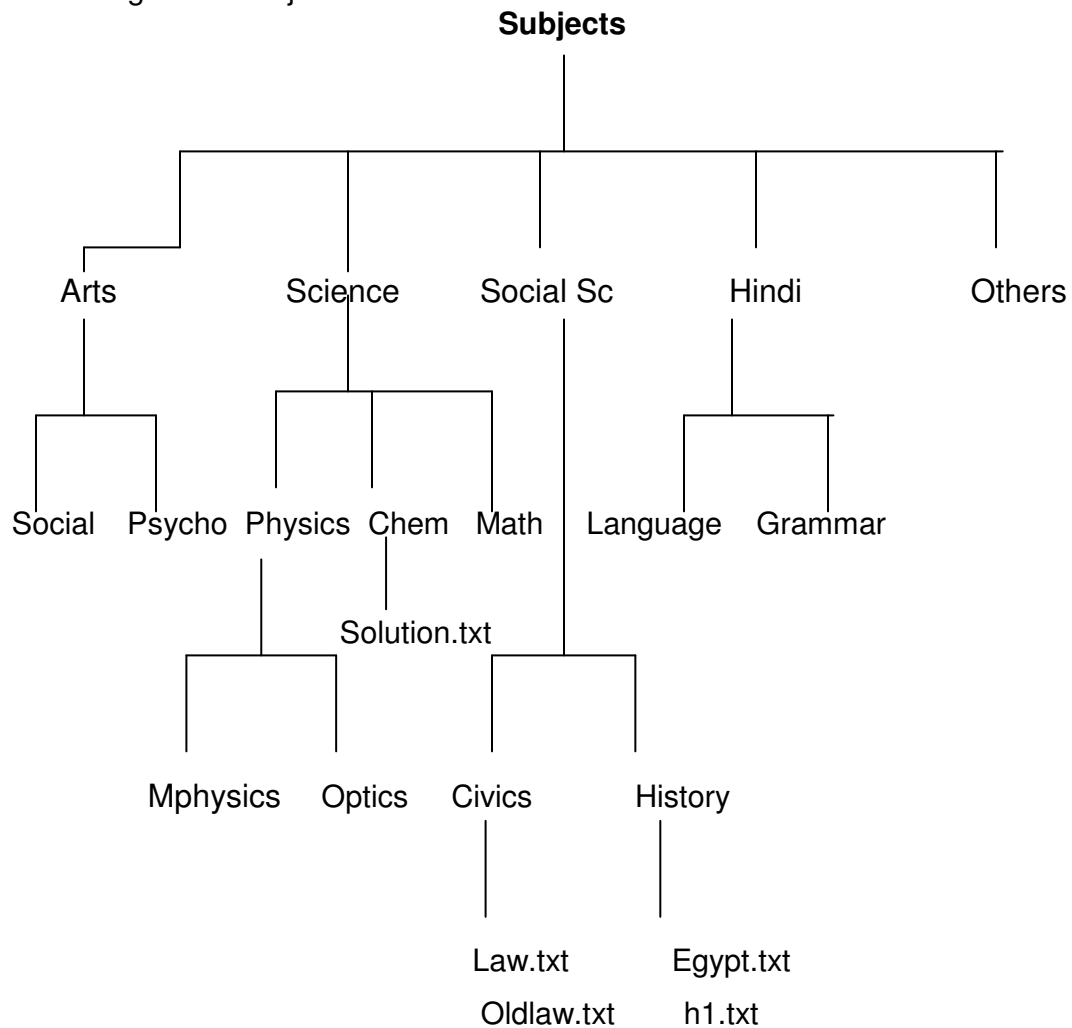 Subjects
Arts Science Social Sc Hindi Others
Social Psycho Physics Chem Math Language Grammar
Solution.txt
Mphysics Optics Civics History
Law.txt Egypt.txt
Oldlaw.txt h1.txt